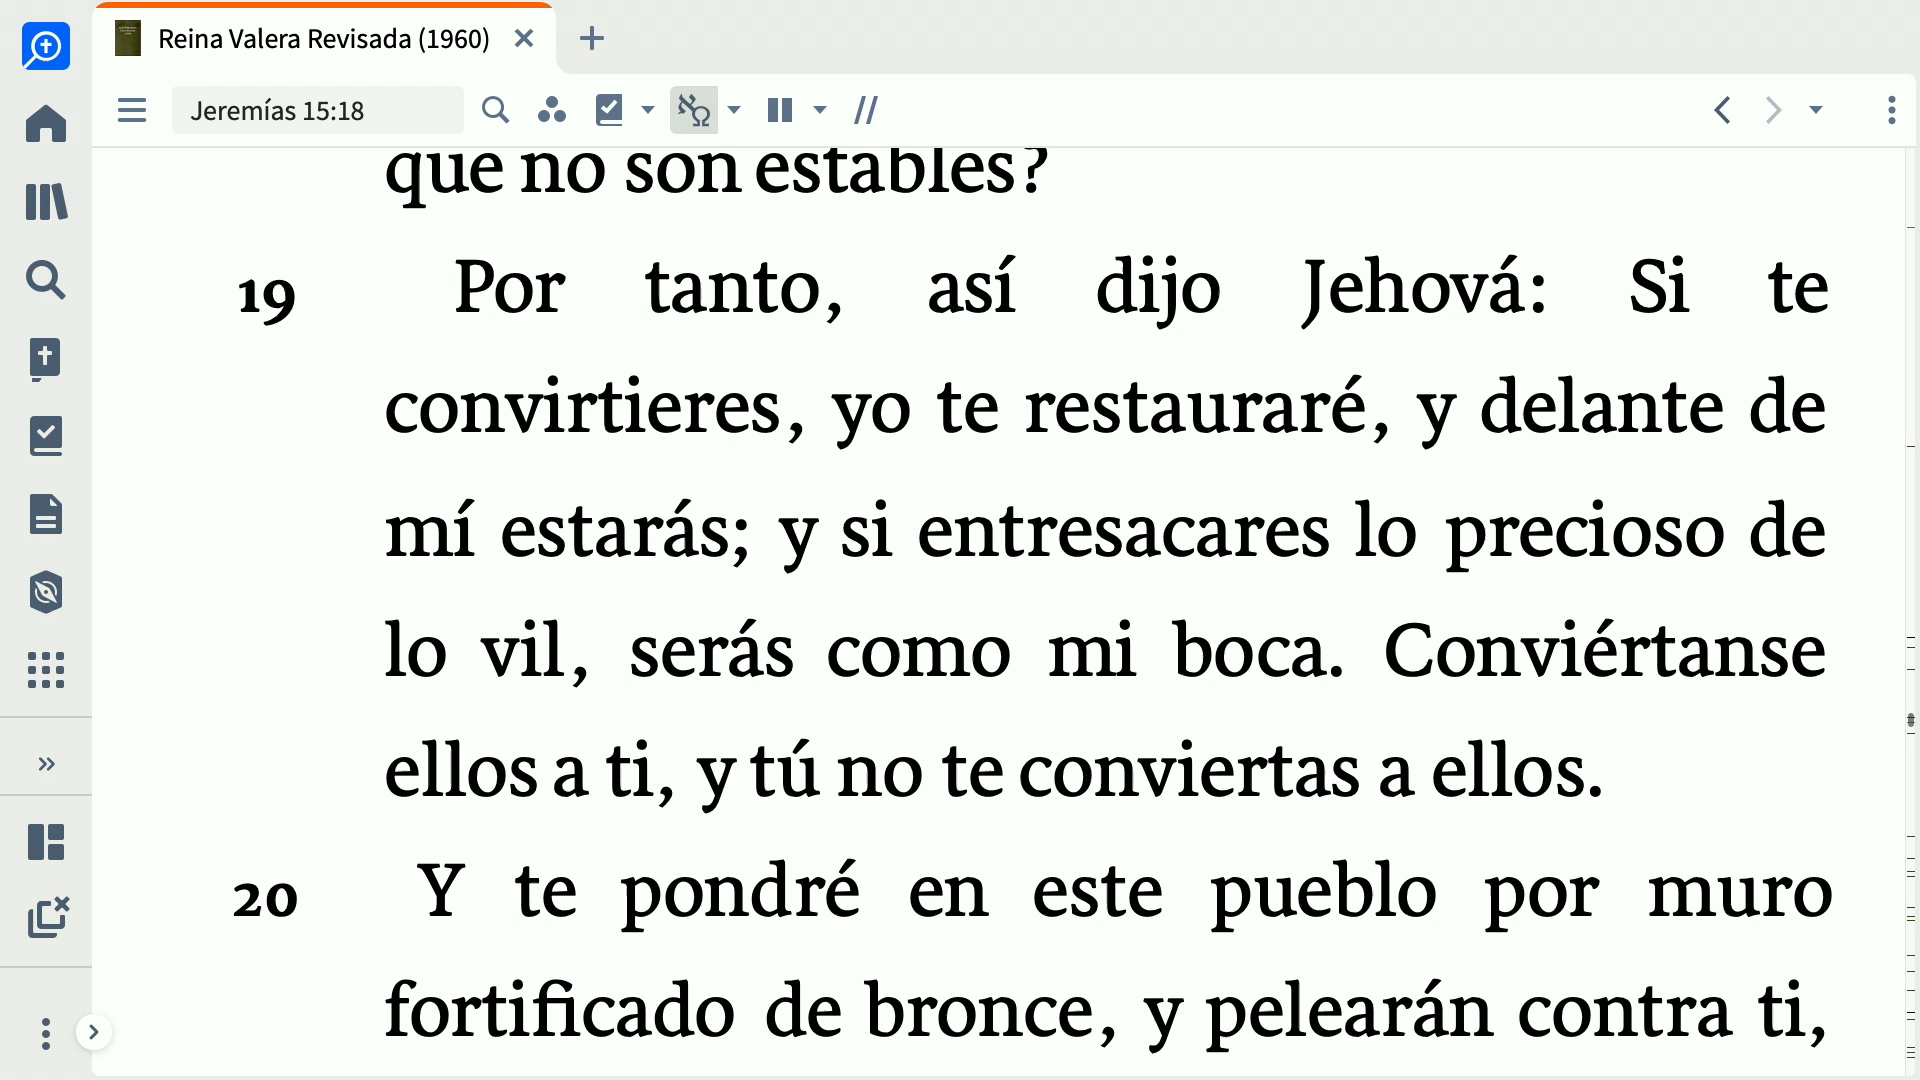 Reina Valera Revisada (1960)
Jeremías 15:18
que no son estables?
19 Por tanto, así dijo Jehová: Si te
convirtieres, yo te restauraré, y delante de
mí estarás; y si entresacares lo precioso de
lo vil, serás como mi boca. Conviértanse
ellos a ti, y tú no te conviertas a ellos.
20 Y te pondré en este pueblo por muro
fortificado de bronce, y pelearán contra ti,